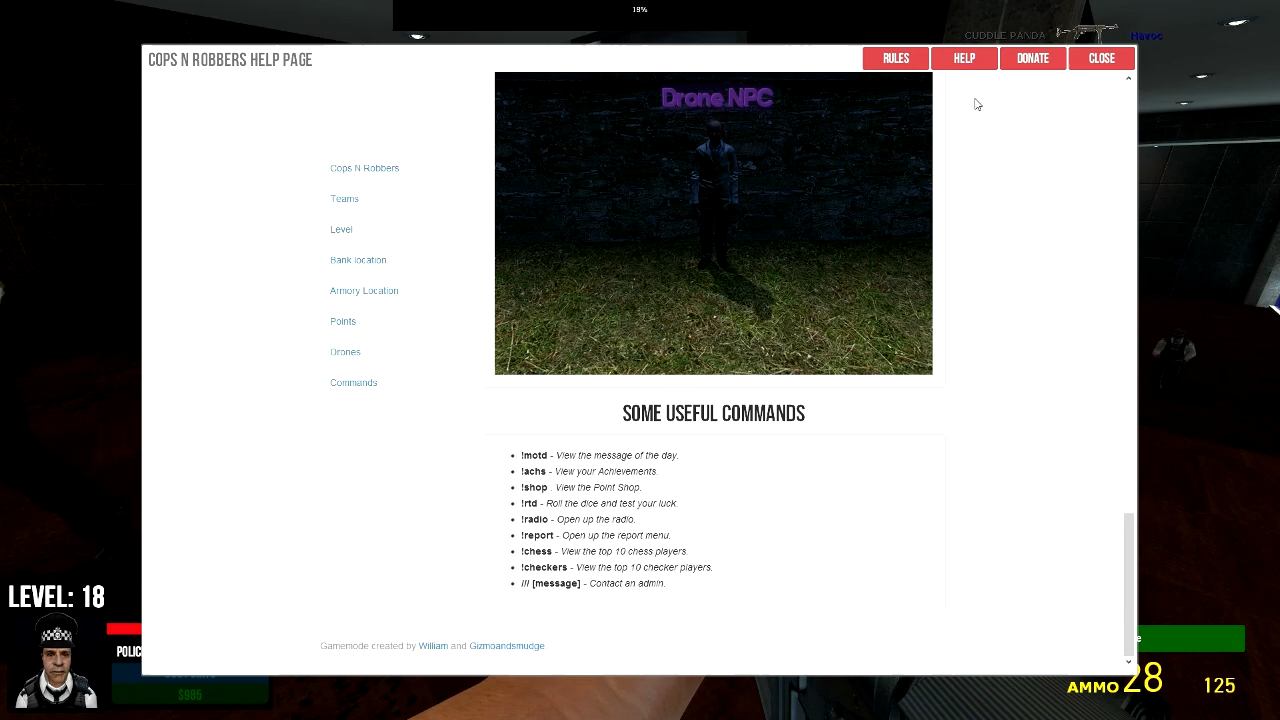 19%
CUDDLE PANDA
Havoc
COPS N ROBBERS HELP PAGE
RULES
HELP
DONATE
CLOSE
Drone NPC
Cops N Robbers
Teams
Level
Bank location
Armory Location
Points
Drones
Commands
SOME USEFUL COMMANDS
• !motd - View the message of the day.
• !achs - View your Achievements.
• !shop . View the Point Shop.
• !rtd - Roll the dice and test your luck.
• !radio - Open up the radio.
• !report - Open up the report menu.
• !chess - View the top 10 chess players.
• !checkers - View the top 10 checker players.
• /// [message] - Contact an admin.
Gamemode created by William and Gizmoandsmudge
LEVEL: 18
POLIC
$986
e
AMMO 28 125